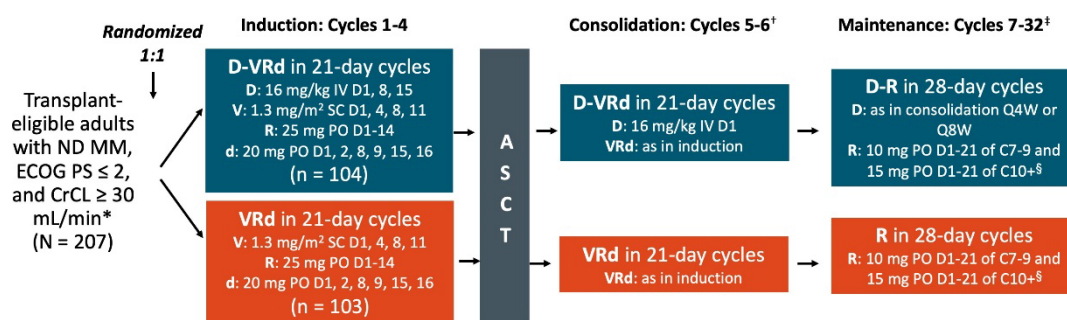 Induction: Cycles 1-4
Consolidation: Cycles 5-6†
Maintenance: Cycles 7-32‡
Randomized
1:1
Transplant-
eligible adults
with ND MM,
ECOG PS ≤ 2,
and CrCL ≥ 30
mL/min*
(N = 207)
D-VRd in 21-day cycles
D: 16 mg/kg IV D1, 8, 15
V: 1.3 mg/m² SC D1, 4, 8, 11
R: 25 mg PO D1-14
d: 20 mg PO D1, 2, 8, 9, 15, 16
(n = 104)
VRd in 21-day cycles
V: 1.3 mg/m² SC D1, 4, 8, 11
R: 25 mg PO D1-14
d: 20 mg PO D1, 2, 8, 9, 15, 16
(n = 103)
A
S
C
T
D-VRd in 21-day cycles
D: 16 mg/kg IV D1
VRd: as in induction
VRd in 21-day cycles
VRd: as in induction
D-R in 28-day cycles
D: as in consolidation Q4W or
Q8W
R: 10 mg PO D1-21 of C7-9 and
15 mg PO D1-21 of C10+§
R in 28-day cycles
R: 10 mg PO D1-21 of C7-9 and
15 mg PO D1-21 of C10+§